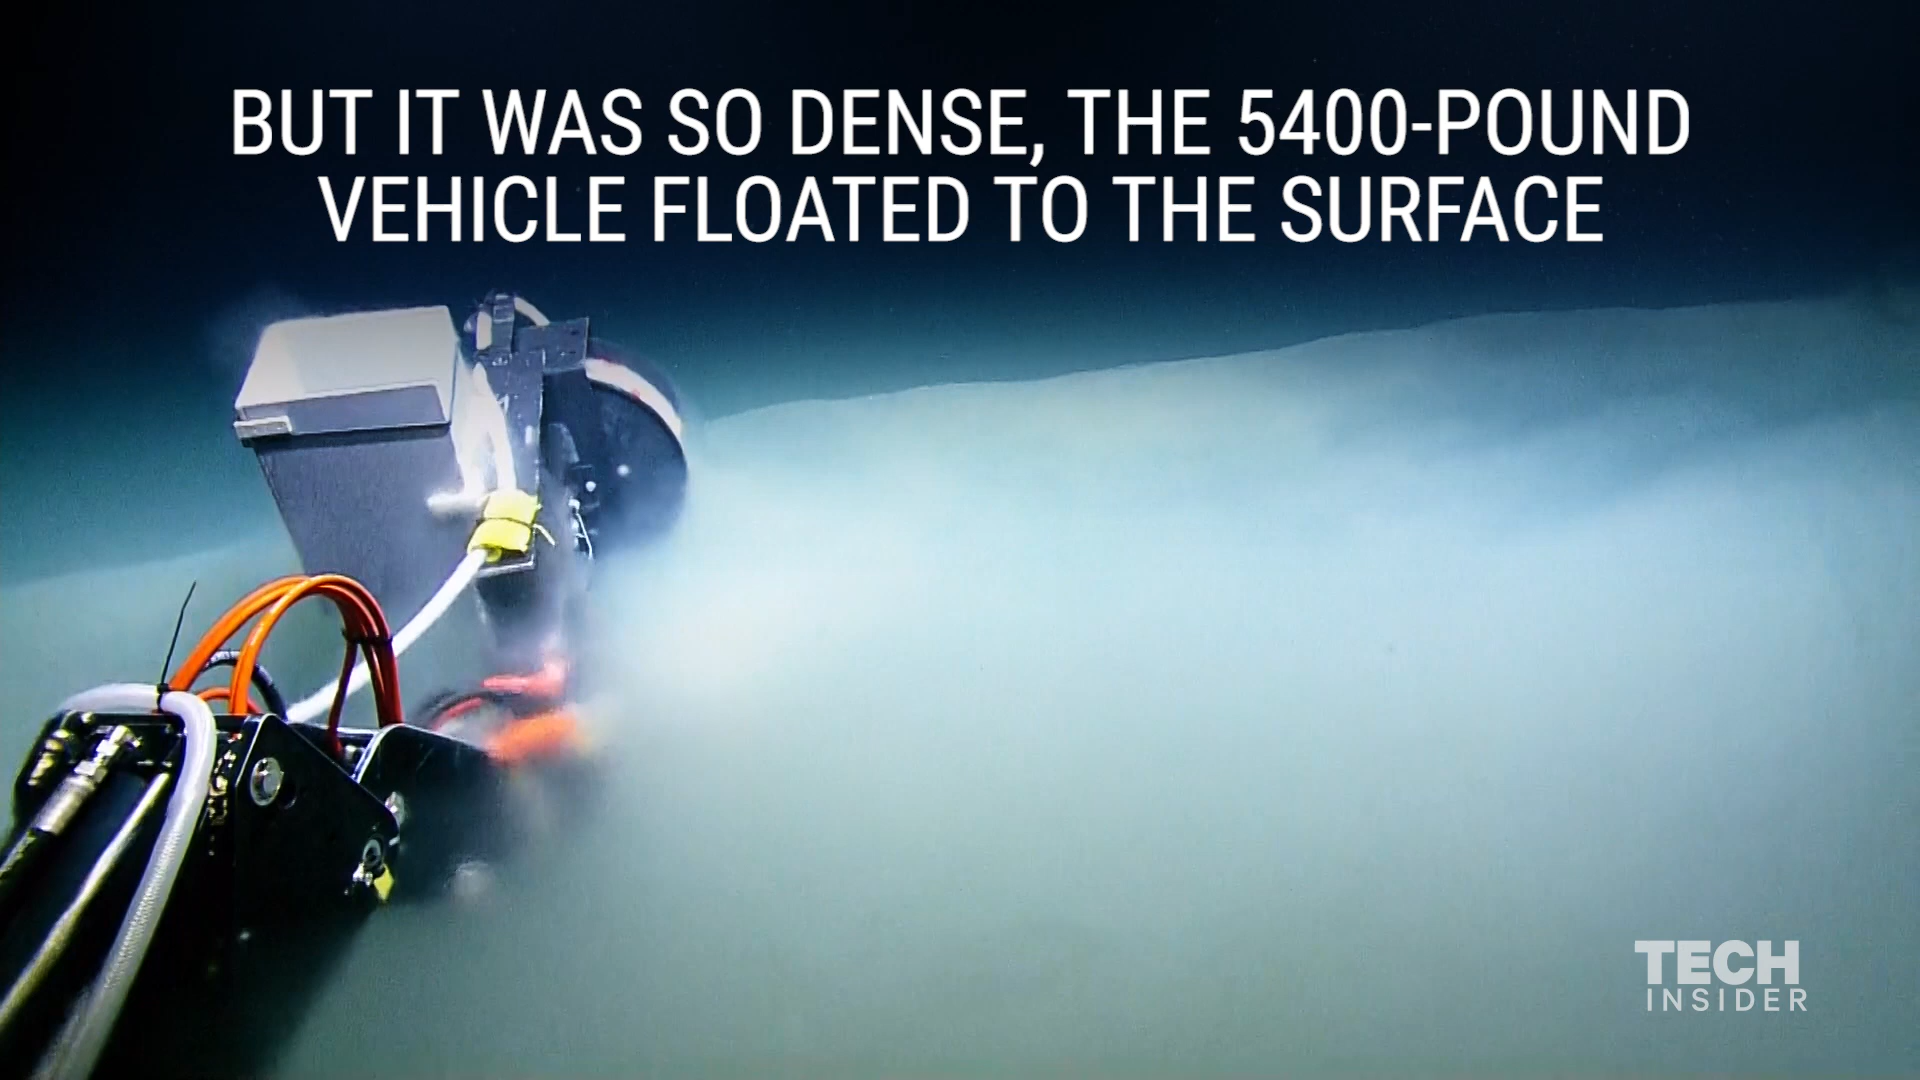 BUT IT WAS SO DENSE, THE 5400-POUND
VEHICLE FLOATED TO THE SURFACE
TECH
INSIDER